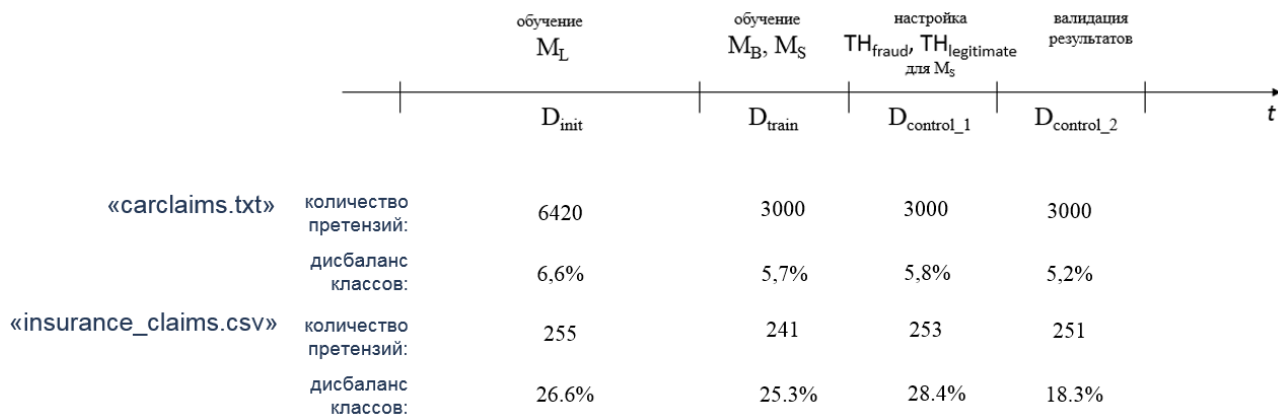 обучение
M_L
обучение
M_B, M_S
настройка
TH_fraud, TH_legitimate
для M_S
валидация
результатов
D_init
D_train
D_control_1
D_control_2
t
«carclaims.txt»
количество
претензий:
6420
3000
3000
3000
дисбаланс
классов:
6,6%
5,7%
5,8%
5,2%
«insurance_claims.csv»
количество
претензий:
255
241
253
251
дисбаланс
классов:
26.6%
25.3%
28.4%
18.3%